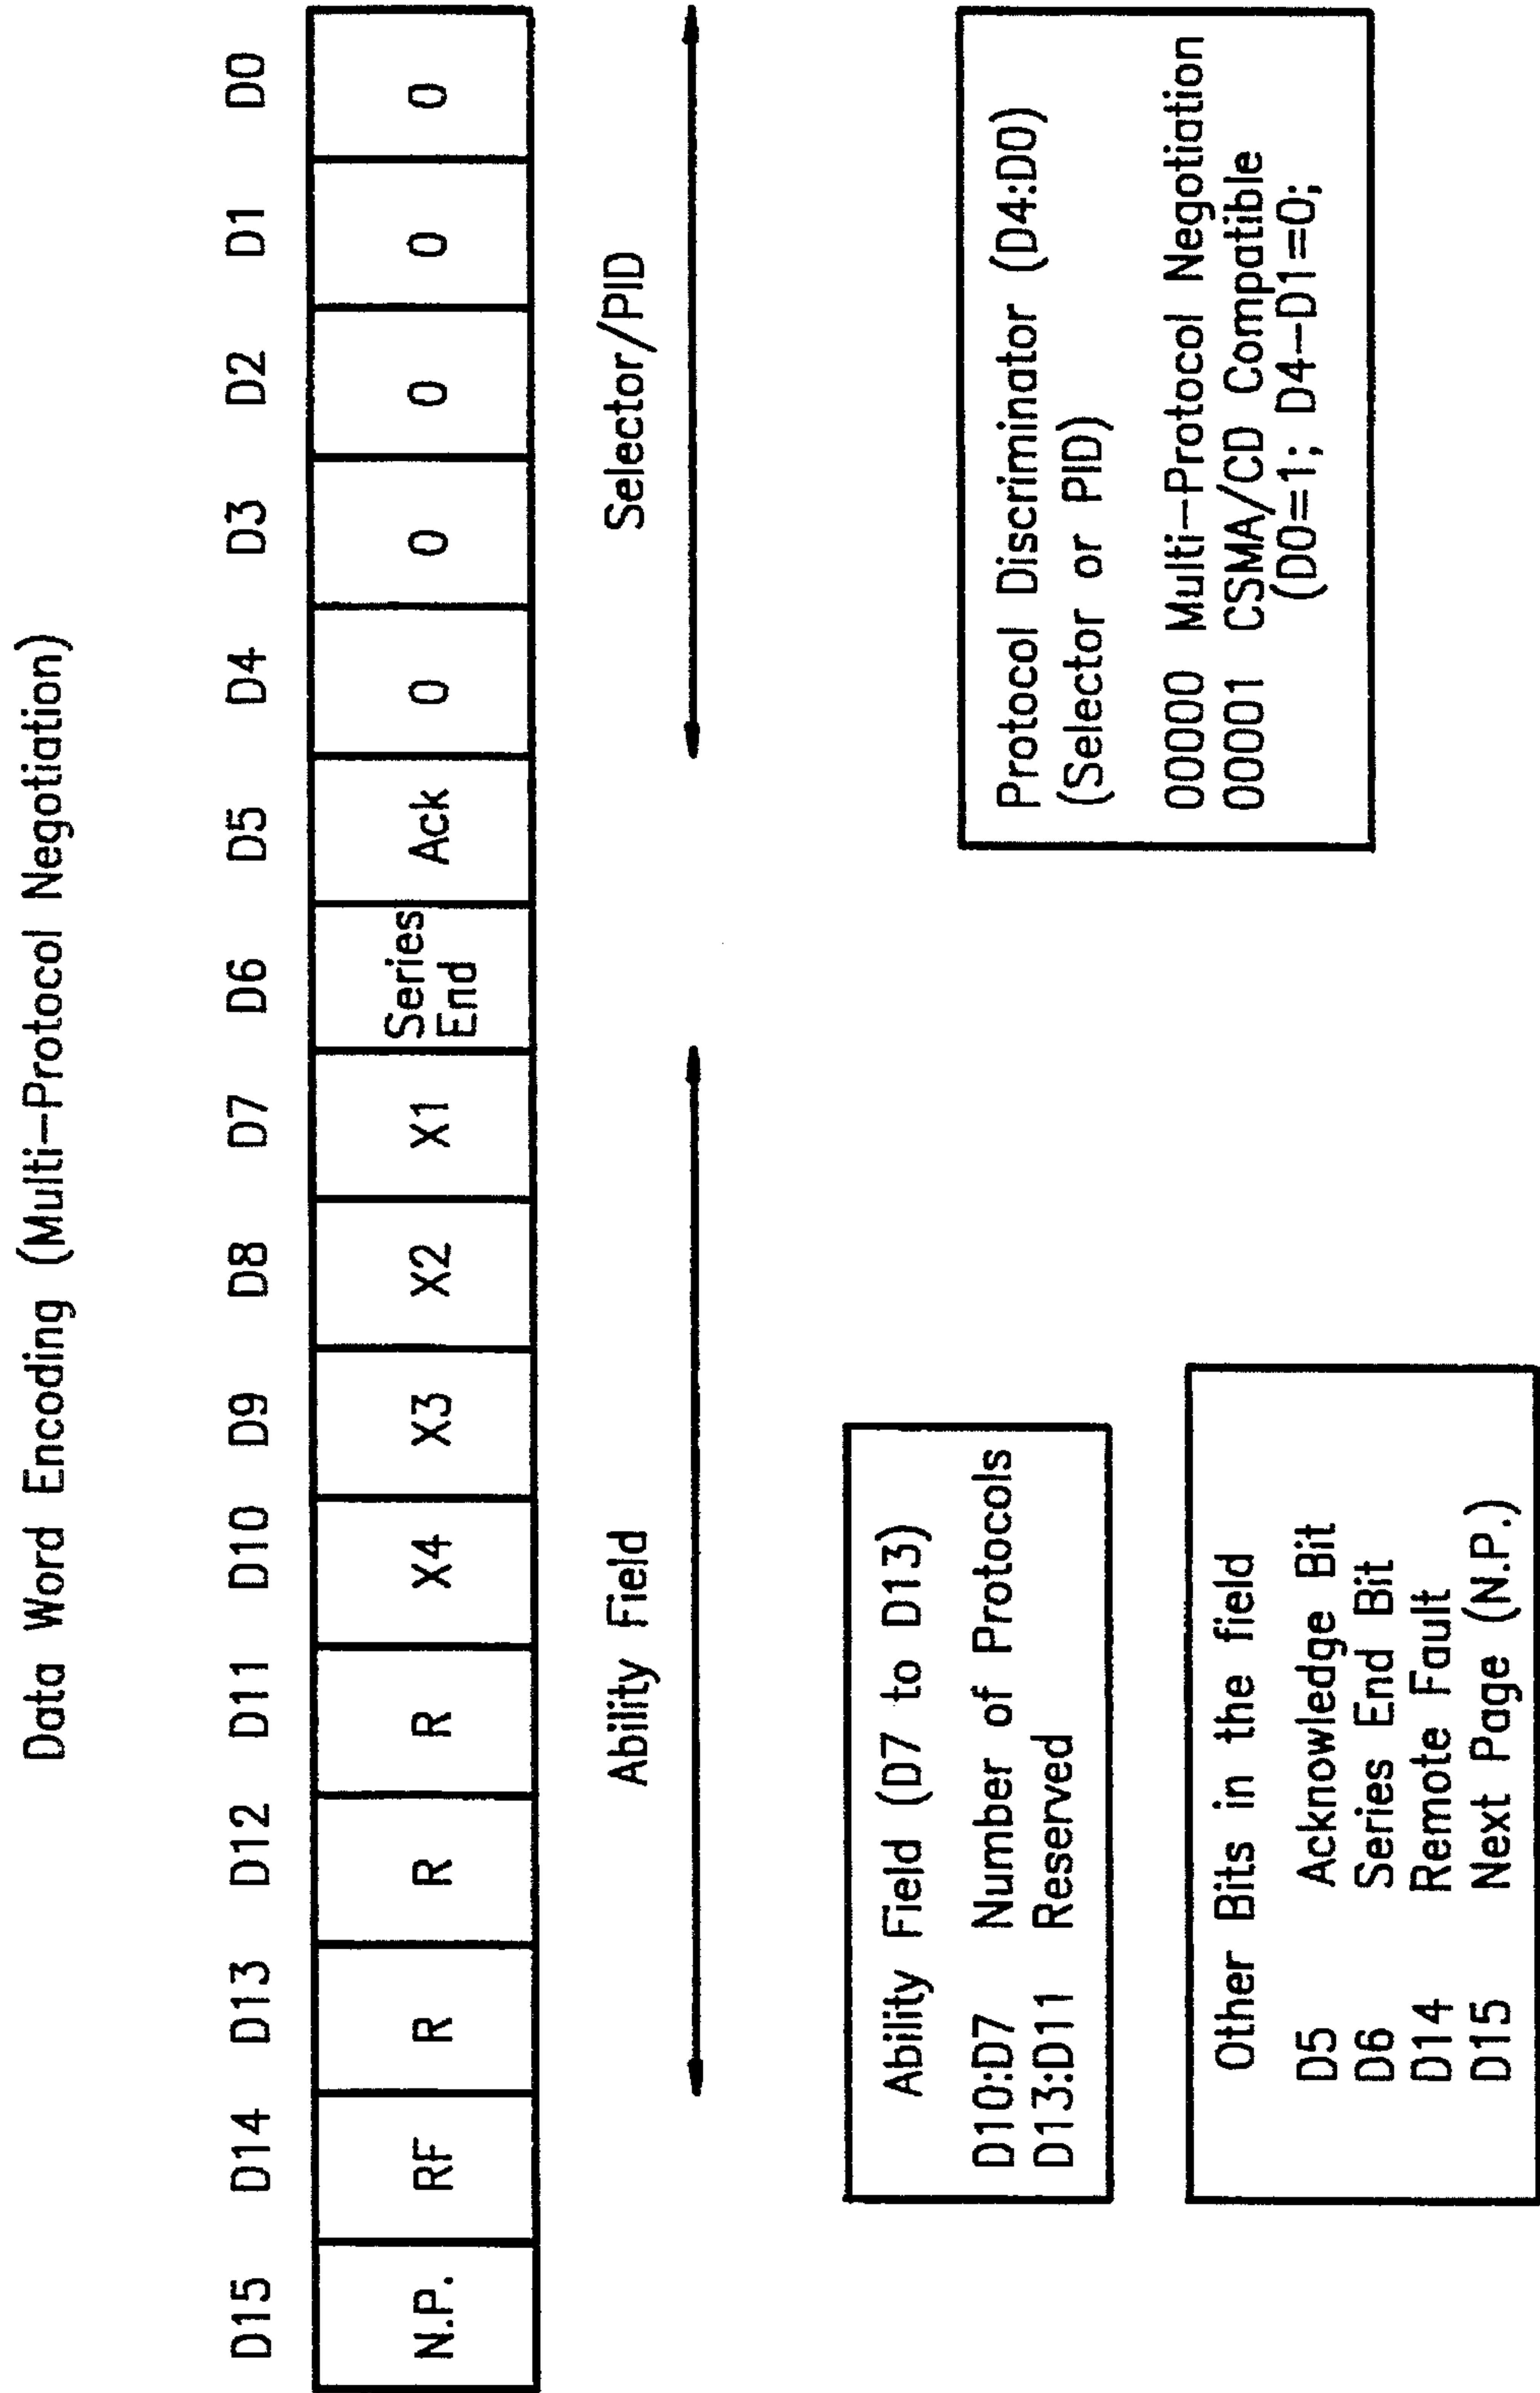 Data Word Encoding (Multi-Protocol Negotiation)
D15 D14 D13 D12 D11 D10 D9 D8 D7 D6 D5 D4 D3 D2 D1 D0
N.P. RF R R R X4 X3 X2 X1 Series End Ack 0 0 0 0 0
Ability Field
Selector/PID
Ability Field (D7 to D13)
D10:D7 Number of Protocols
D13:D11 Reserved
Other Bits in the field
D5 Acknowledge Bit
D6 Series End Bit
D14 Remote Fault
D15 Next Page (N.P.)
Protocol Discriminator (D4:D0)
(Selector or PID)
00000 Multi-Protocol Negotiation
00001 CSMA/CD Compatible
(D0=1; D4-D1=0;